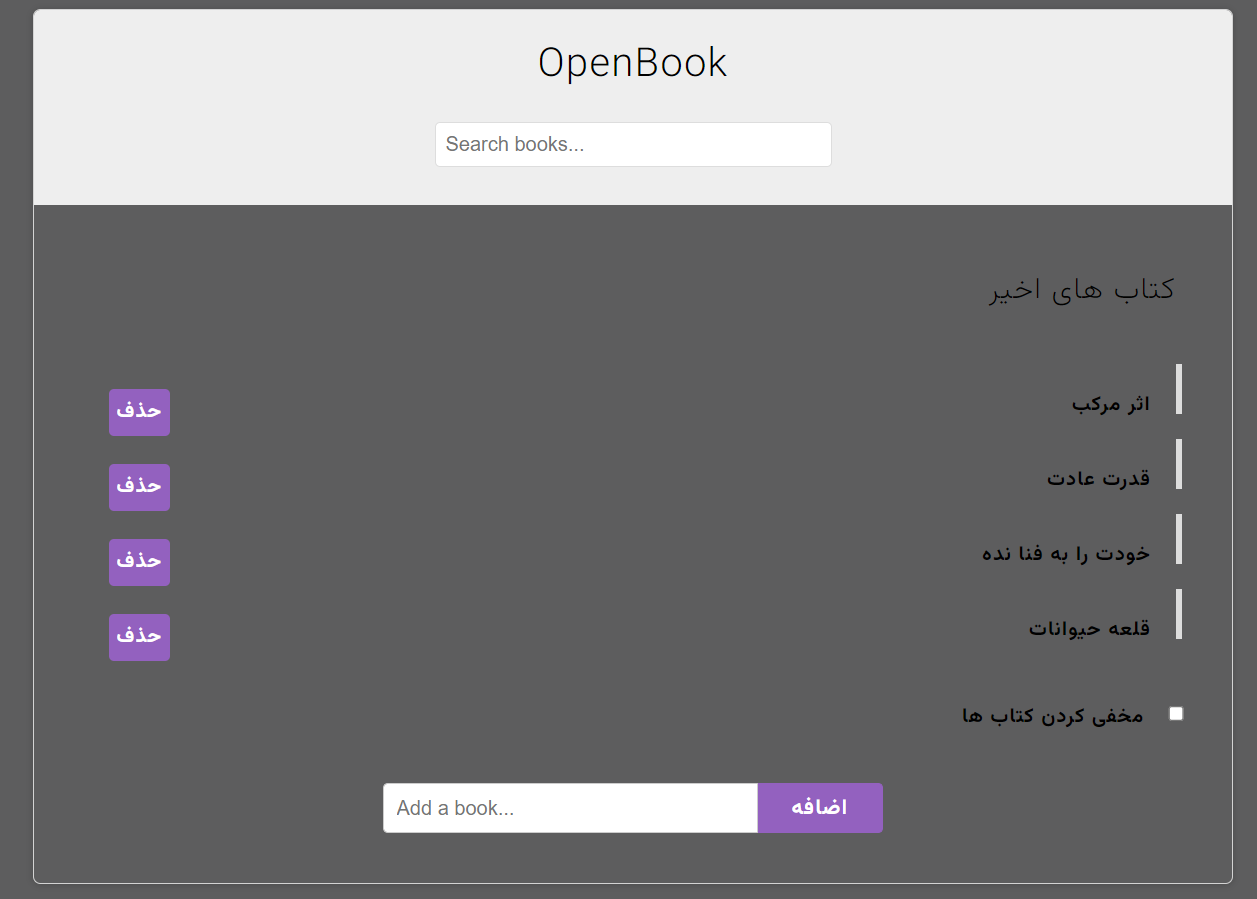 OpenBook
Search books...
کتاب های اخیر
اثر مرکب
حذف
قدرت عادت
حذف
خودت را به فنا نده
حذف
قلعه حیوانات
حذف
مخفی کردن کتاب ها
Add a book...
اضافه